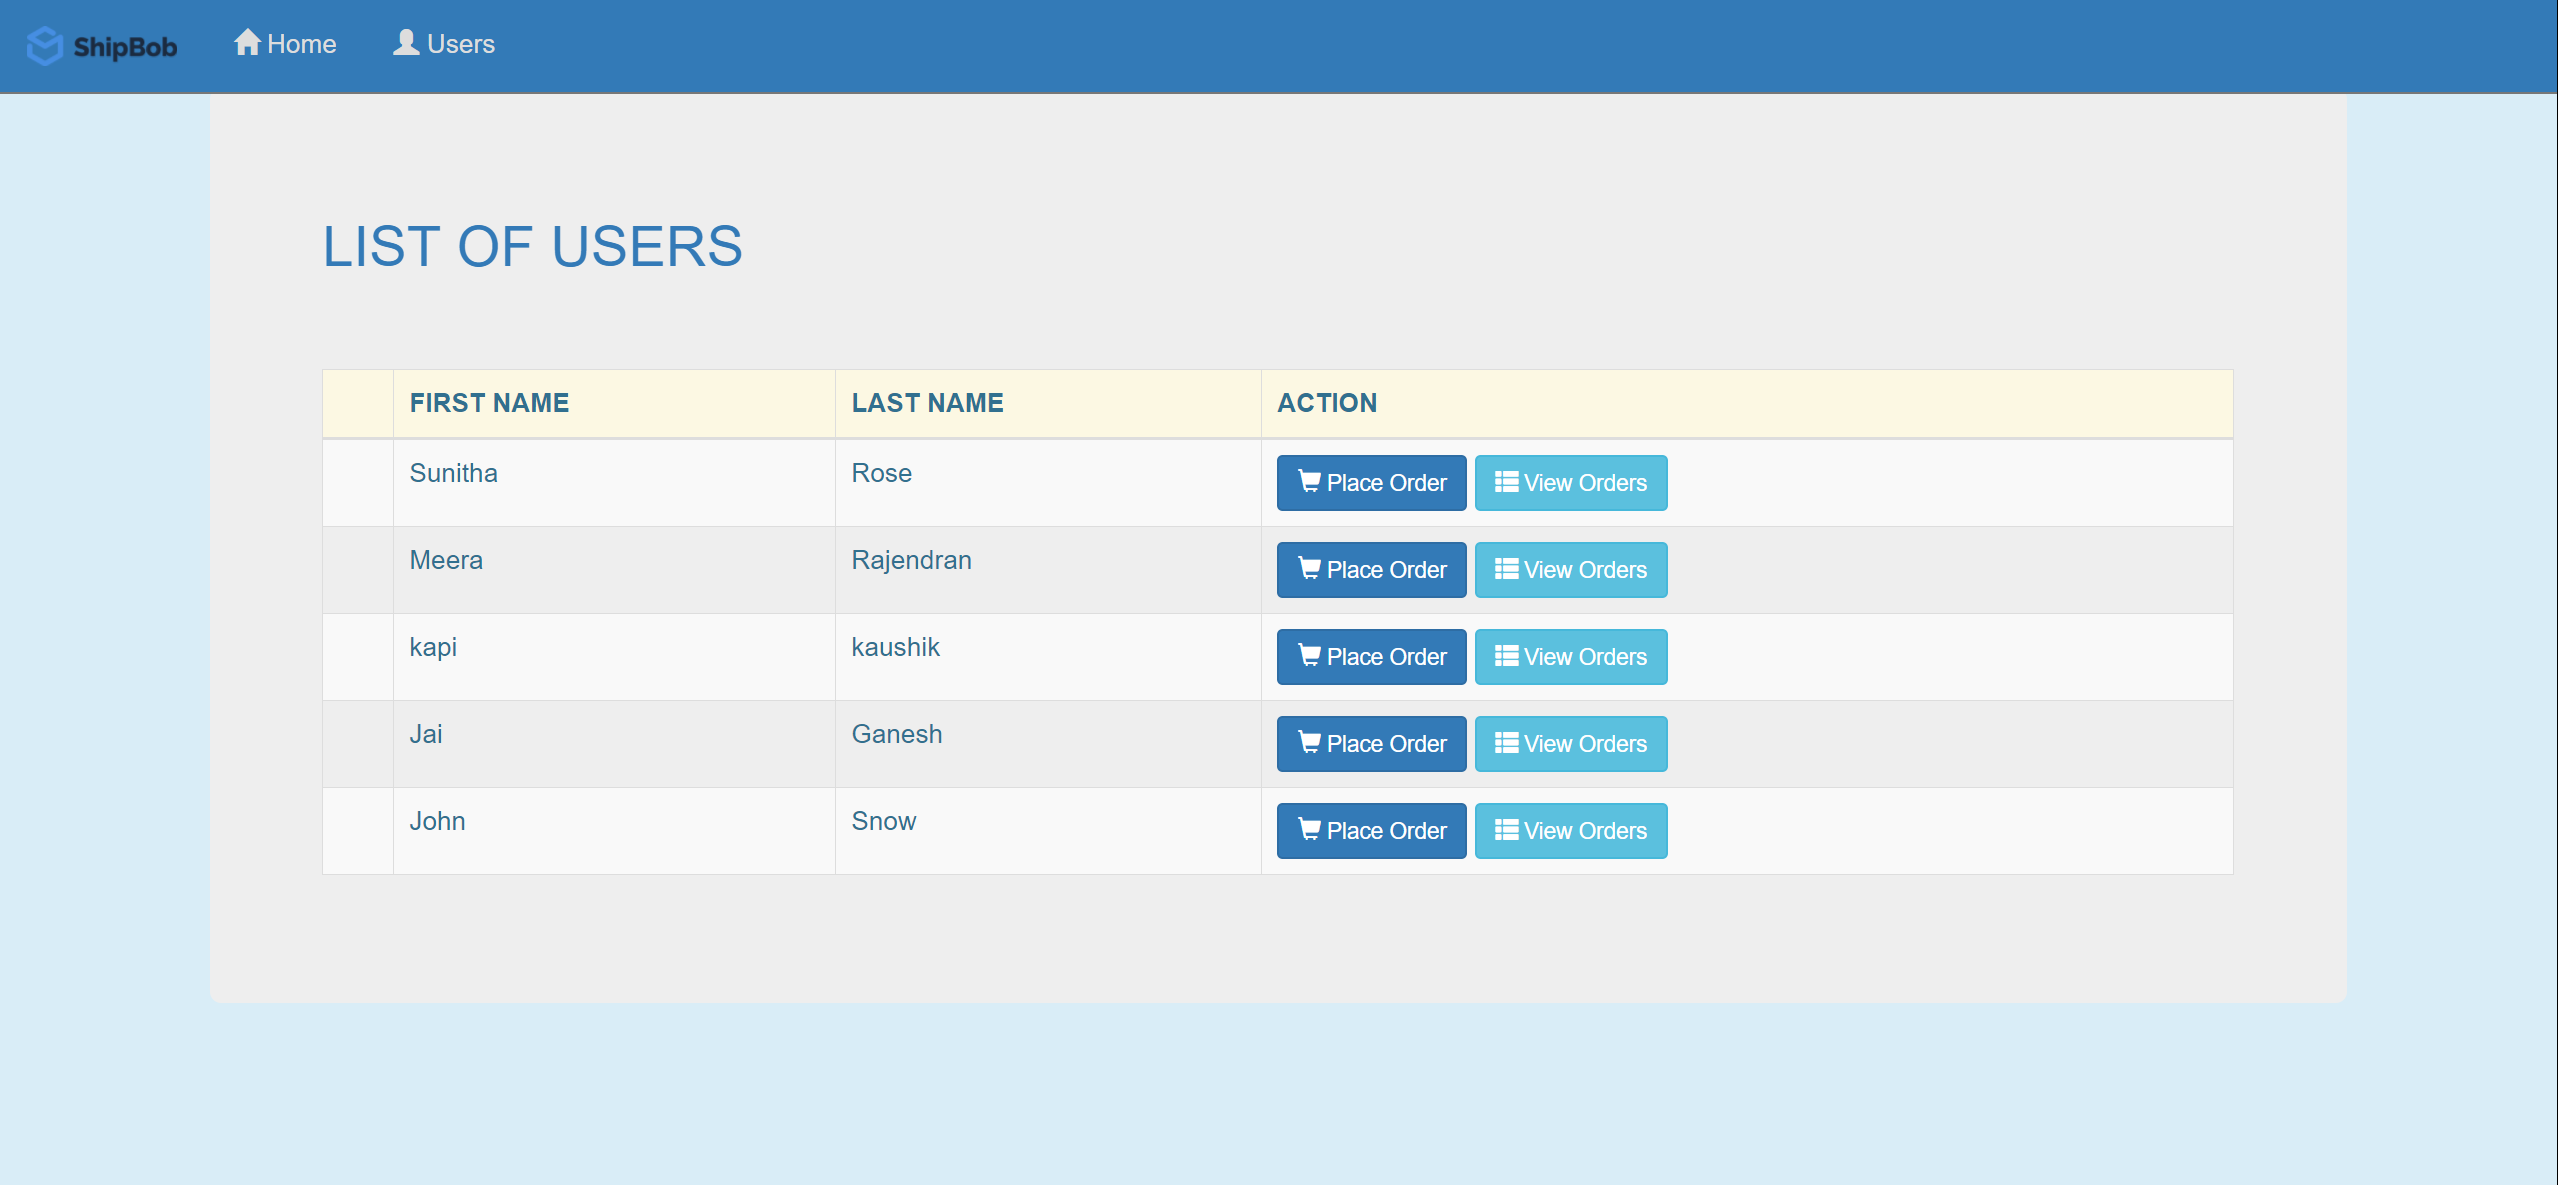 ShipBob Home Users
LIST OF USERS
FIRST NAME LAST NAME ACTION
Sunitha Rose Place Order View Orders
Meera Rajendran Place Order View Orders
kapi kaushik Place Order View Orders
Jai Ganesh Place Order View Orders
John Snow Place Order View Orders